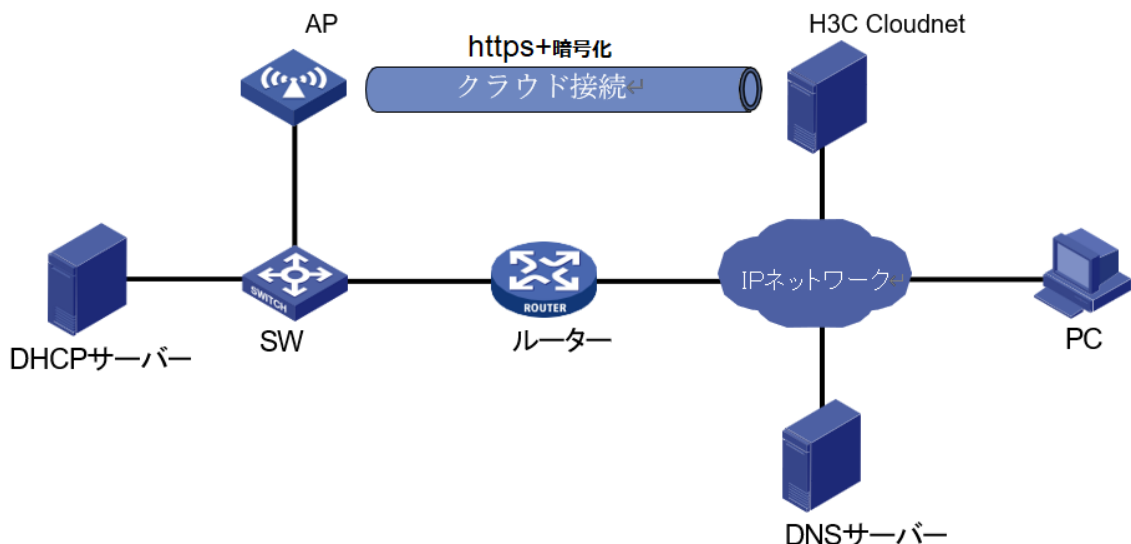 AP
H3C Cloudnet
https+暗号化
クラウド接続↵
IPネットワーク↵
SWITCH
ROUTER
DHCPサーバー
SW
ルーター
PC
DNSサーバー